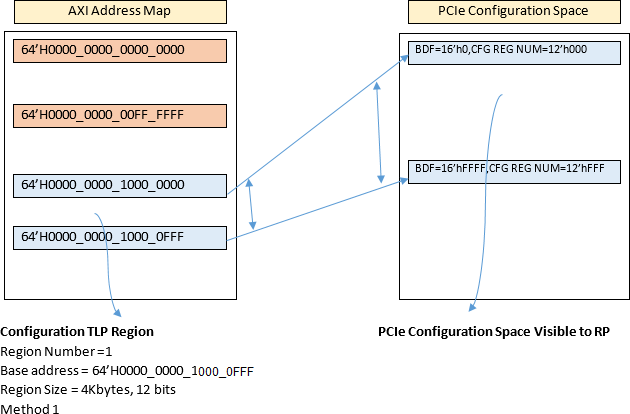 AXI Address Map
PCIe Configuration Space
64’H0000_0000_0000_0000
64’H0000_0000_00FF_FFFF
64’H0000_0000_1000_0000
64’H0000_0000_1000_0FFF
BDF=16’h0,CFG REG NUM=12’h000
BDF=16’hFFFF,CFG REG NUM=12’hFFF
Configuration TLP Region
Region Number =1
Base address = 64’H0000_0000_1000_0FFF
Region Size = 4Kbytes, 12 bits
Method 1
PCIe Configuration Space Visible to RP